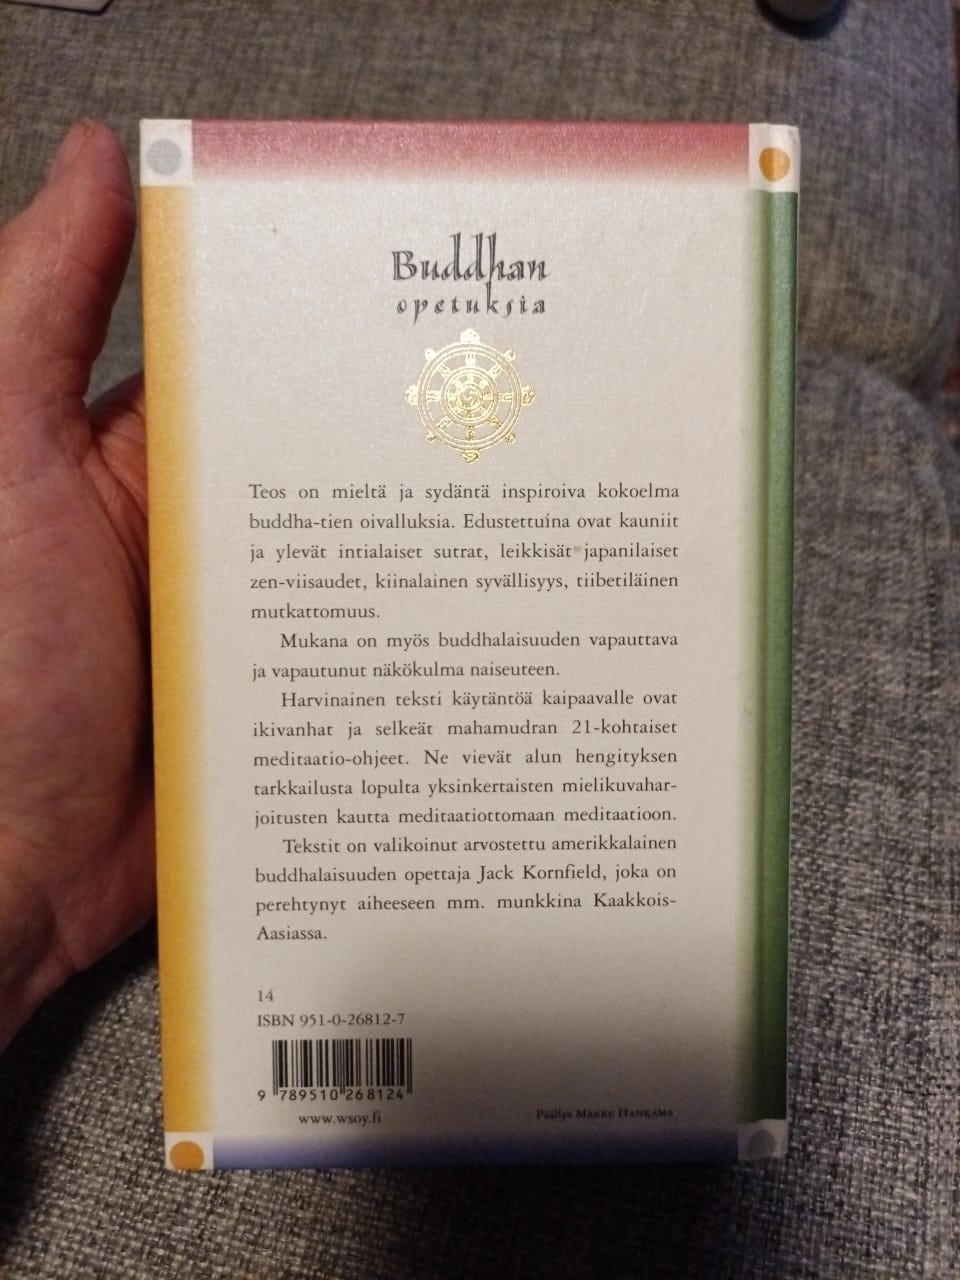 Buddhan
opetuksia
Teos on mieltä ja sydäntä inspiroiva kokoelma
buddha-tien oivalluksia. Edustettuina ovat kauniit
ja ylevät intialaiset sutrat, leikkisät japanilaiset
zen-viisaudet, kiinalainen syvällisyys, tiibetiläinen
mutkattomuus.
Mukana on myös buddhalaisuuden vapauttava
ja vapautunut näkökulma naiseuteen.
Harvinainen teksti käytäntöä kaipaavalle ovat
ikivanhat ja selkeät mahamudran 21-kohtaiset
meditaatio-ohjeet. Ne vievät alun hengityksen
tarkkailusta lopulta yksinkertaisten mielikuvahar-
joitusten kautta meditaatiottomaan meditaatioon.
Tekstit on valikoinut arvostettu amerikkalainen
buddhalaisuuden opettaja Jack Kornfield, joka on
perehtynyt aiheeseen mm. munkkina Kaakkois-
Aasiassa.
14
ISBN 951-0-26812-7
9 789510 268124
www.wsoy.fi
Päällys Marke Hankama